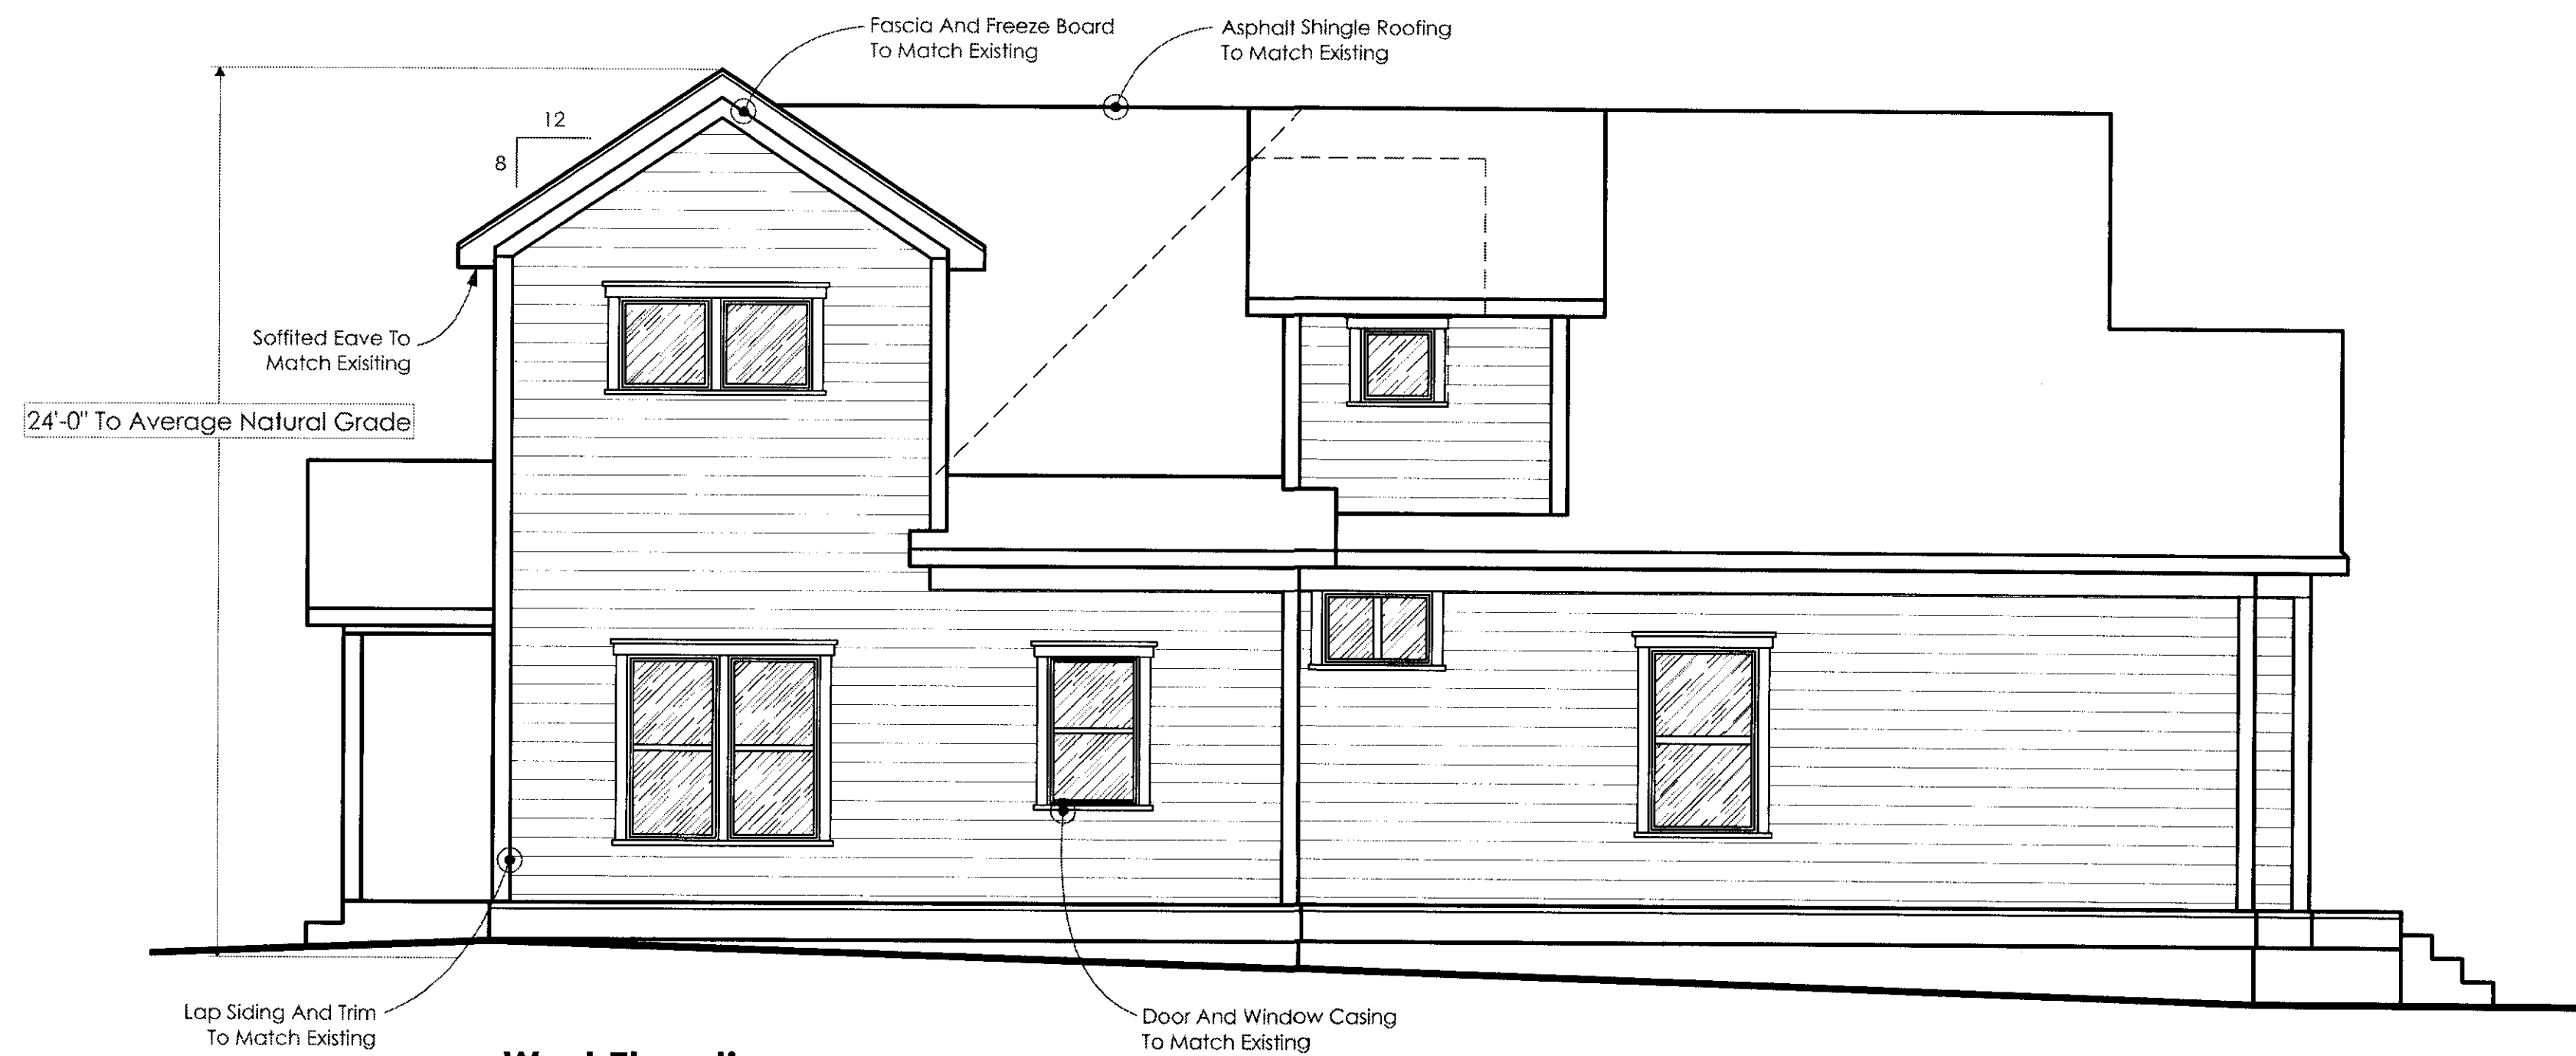 Fascia And Freeze Board
To Match Existing
Asphalt Shingle Roofing
To Match Existing
12
8
Soffited Eave To
Match Exisiting
24'-0" To Average Natural Grade
Lap Siding And Trim
To Match Existing
Door And Window Casing
To Match Existing